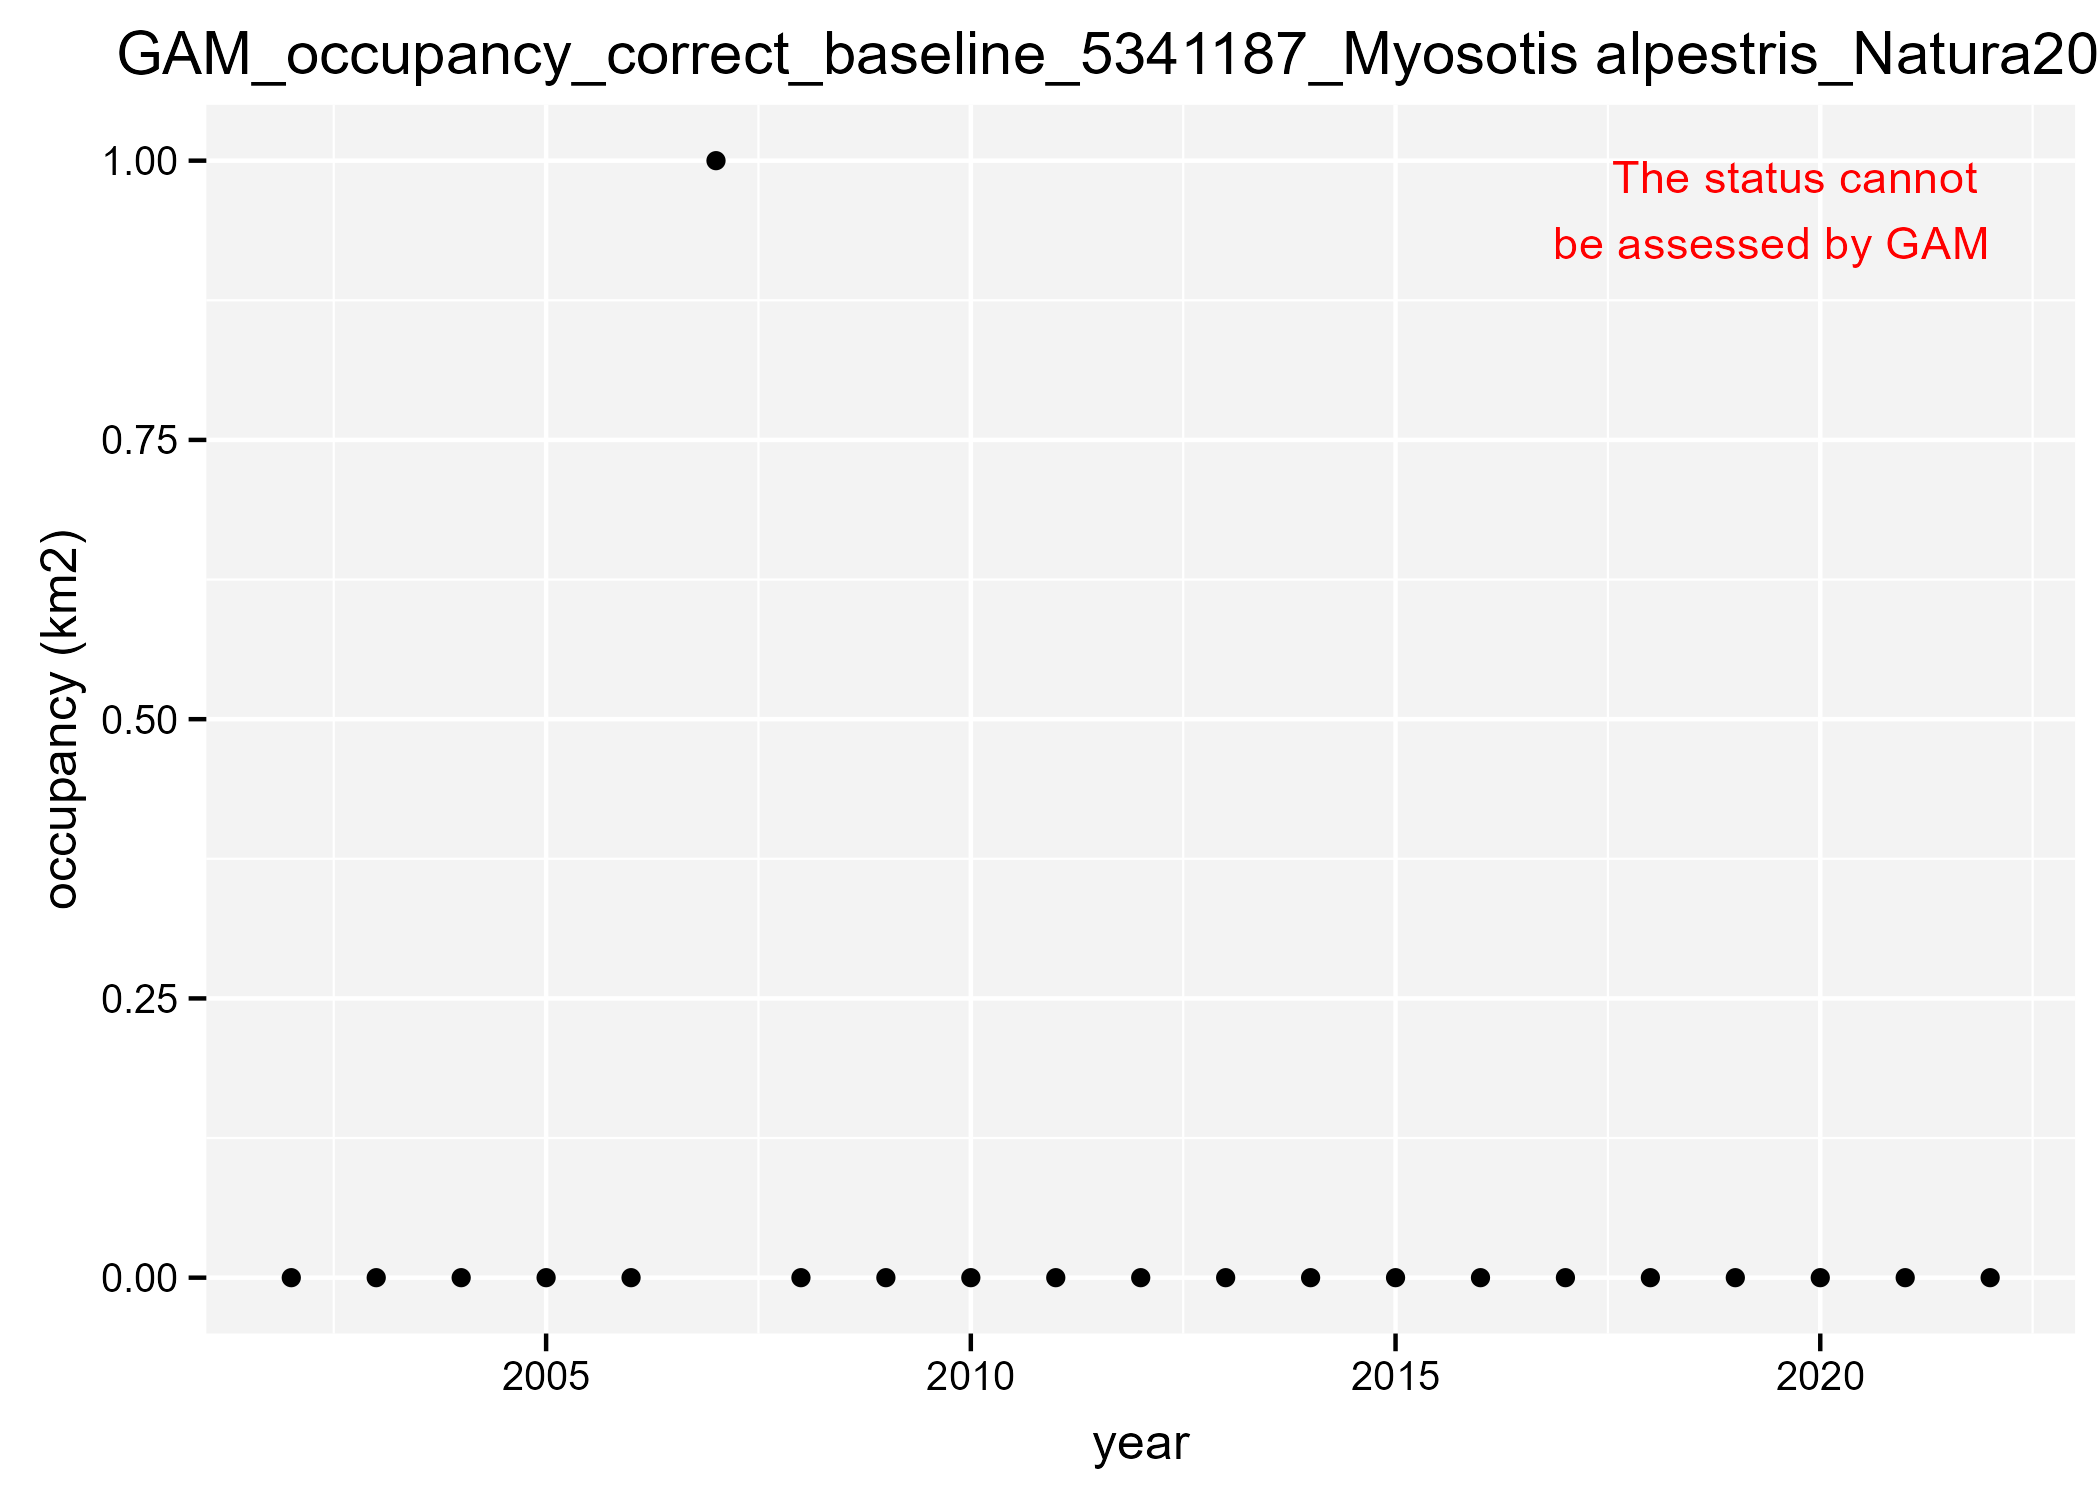 GAM_occupancy_correct_baseline_5341187_Myosotis alpestris_Natura20
1.00
The status cannot
be assessed by GAM
0.75
occupancy (km2)
0.50
0.25
0.00
2005 2010 2015 2020
year